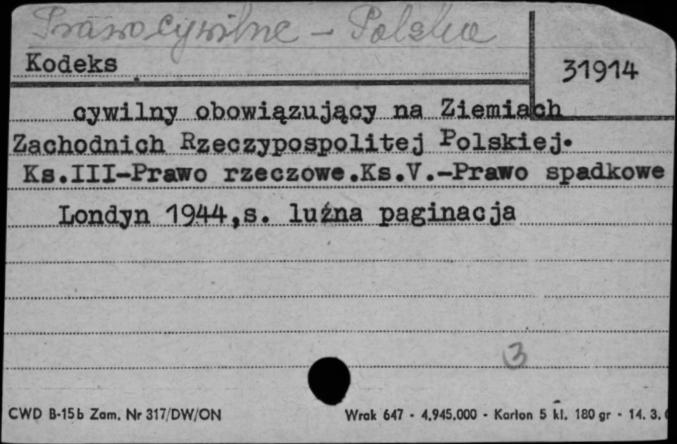 Prawo cywilne - Polska
Kodeks
31914
cywilny obowiązujący na Ziemiach
Zachodnich Rzeczypospolitej Polskiej.
Ks.III-Prawo rzeczowe.Ks.V.-Prawo spadkowe
Londyn 1944,s. luźna paginacja
3
CWD B-15b Zam. Nr 317/DW/ON
Wrak 647 - 4.945.000 - Karton 5 kl. 180 gr - 14. 3.